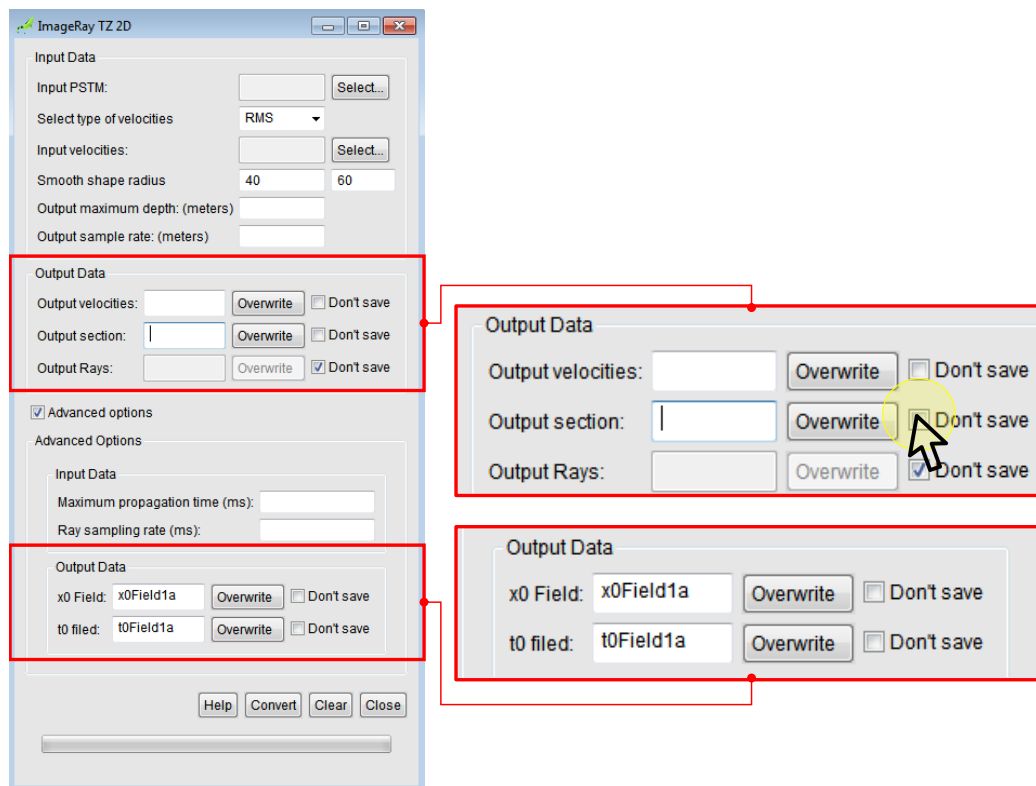 ImageRay TZ 2D
Input Data
Input PSTM: Select...
Select type of velocities RMS
Input velocities: Select...
Smooth shape radius 40 60
Output maximum depth: (meters)
Output sample rate: (meters)
Output Data
Output velocities: Overwrite Don't save
Output section: Overwrite Don't save
Output Rays: Overwrite Don't save
Advanced options
Advanced Options
Input Data
Maximum propagation time (ms):
Ray sampling rate (ms):
Output Data
x0 Field: x0Field1a Overwrite Don't save
t0 filed: t0Field1a Overwrite Don't save
Help Convert Clear Close
Output Data
Output velocities: Overwrite Don't save
Output section: Overwrite Don't save
Output Rays: Overwrite Don't save
Output Data
x0 Field: x0Field1a Overwrite Don't save
t0 filed: t0Field1a Overwrite Don't save